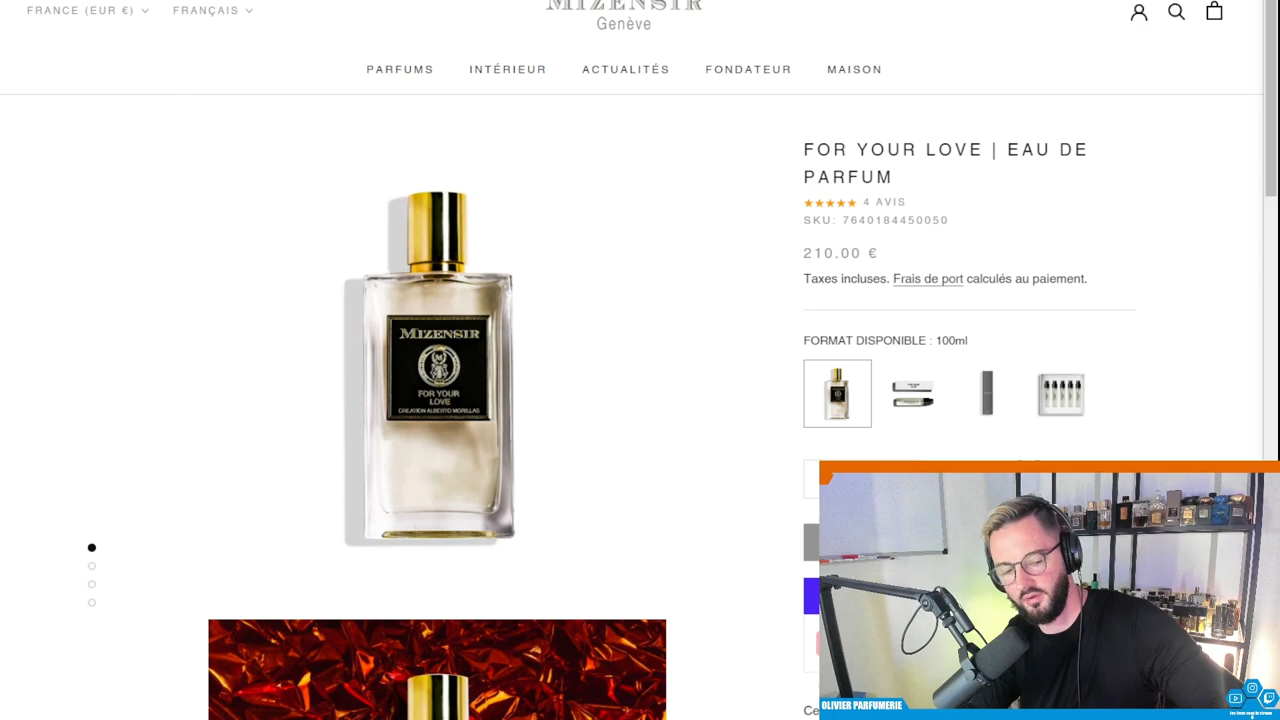 FRANCE (EUR €)
FRANÇAIS
MIZENSIR
Genève
PARFUMS
INTÉRIEUR
ACTUALITÉS
FONDATEUR
MAISON
FOR YOUR LOVE | EAU DE
PARFUM
4 AVIS
SKU: 7640184450050
210.00 €
Taxes incluses. Frais de port calculés au paiement.
FORMAT DISPONIBLE : 100ml
MIZENSIR
FOR YOUR
LOVE
CREATION ALBERTO MORILLAS
Ce
OLIVIER PARFUMERIE